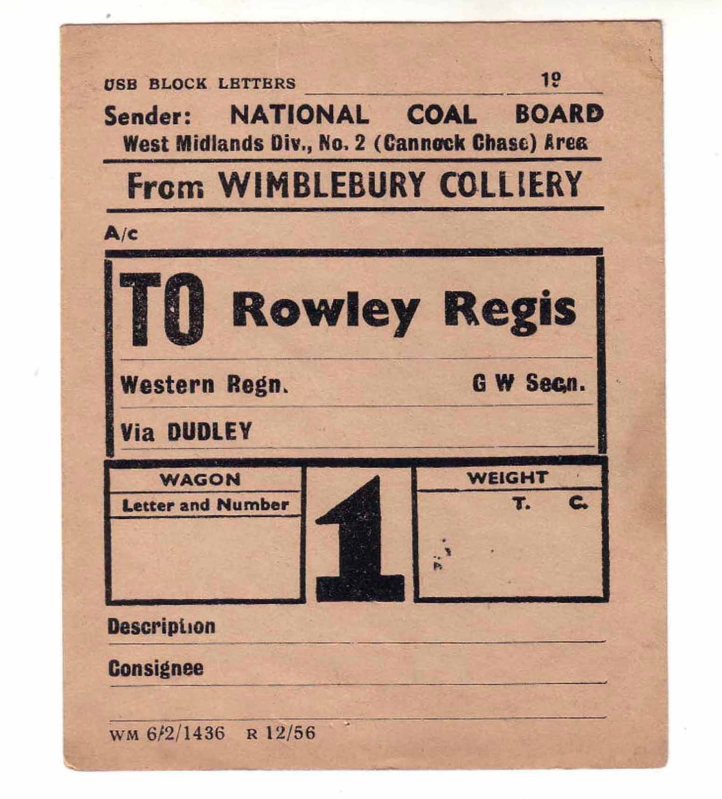 USE BLOCK LETTERS 19
Sender: NATIONAL COAL BOARD
West Midlands Div., No. 2 (Cannock Chase) Area
From WIMBLEBURY COLLIERY
A/c
TO Rowley Regis
Western Regn. G W Secn.
Via DUDLEY
WAGON
Letter and Number
1
WEIGHT
T. C.
Description
Consignee
WM 6/2/1436 R 12/56